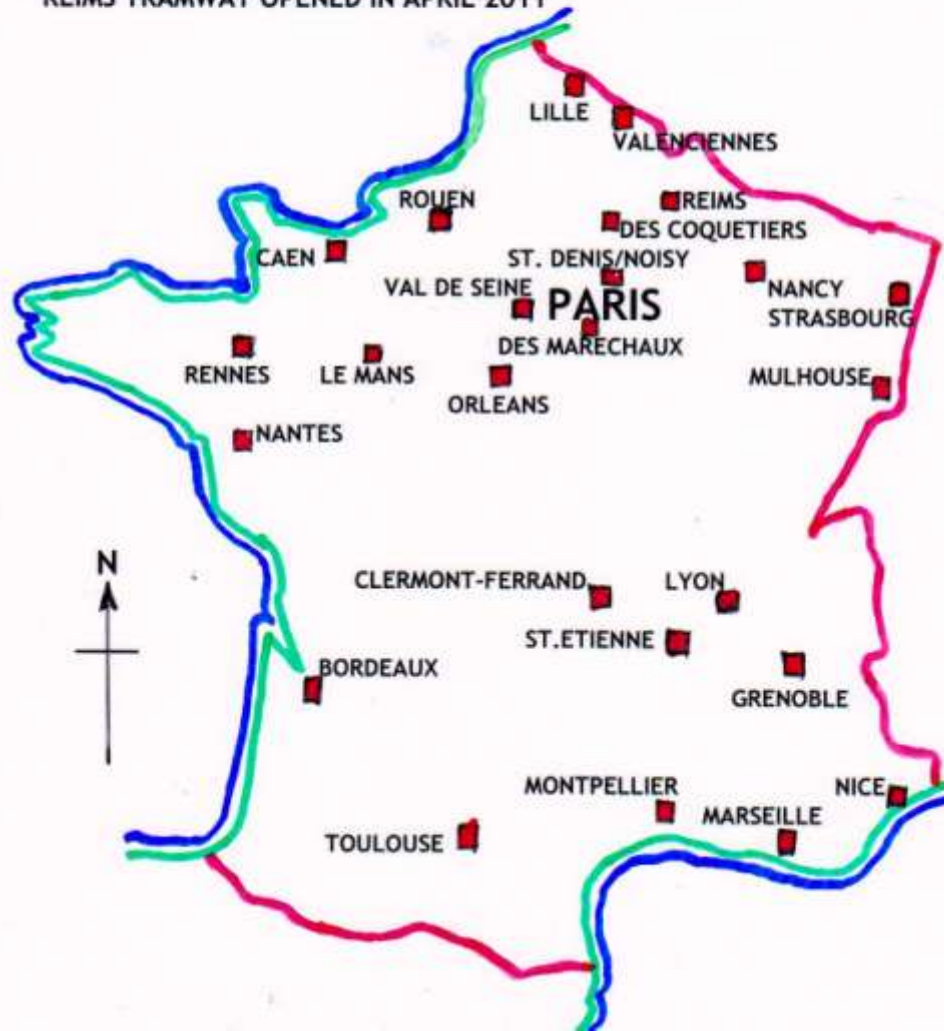 REIMS TRAMWAY OPENED IN APRIL 2011
LILLE
VALENCIENNES
ROUEN
REIMS
DES COQUETIERS
CAEN
ST. DENIS/NOISY
VAL DE SEINE
PARIS
NANCY
STRASBOURG
DES MARECHAUX
RENNES
LE MANS
MULHOUSE
ORLEANS
NANTES
N
CLERMONT-FERRAND
LYON
ST.ETIENNE
BORDEAUX
GRENOBLE
MONTPELLIER
NICE
MARSEILLE
TOULOUSE